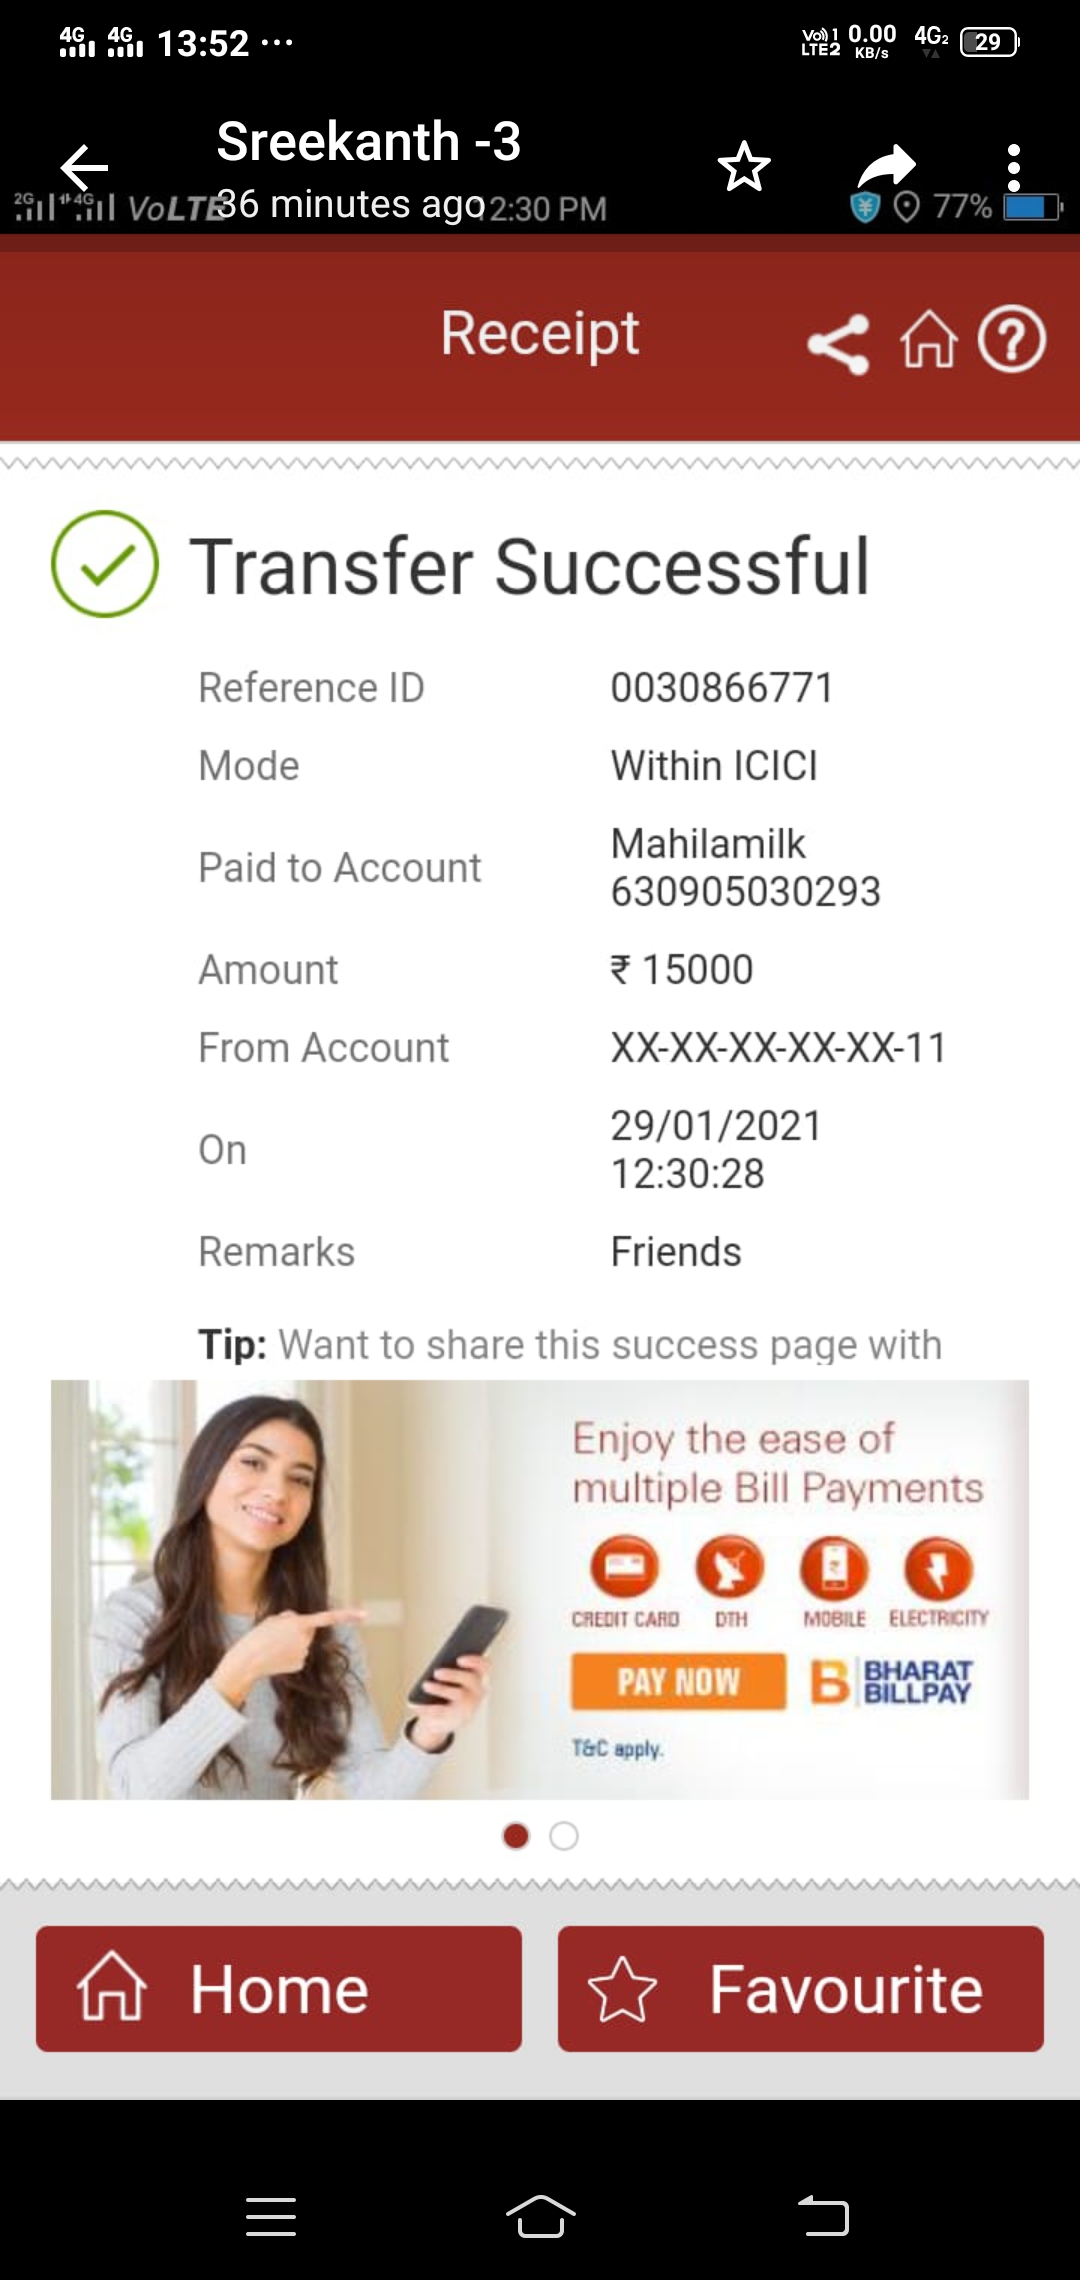 4G 4G 13:52 ... Vo)) 1 LTE2 0.00 KB/s 4G2 29
Sreekanth -3
36 minutes ago
2G 4G VoLTE 2:30 PM 77%
Receipt
Transfer Successful
Reference ID 0030866771
Mode Within ICICI
Paid to Account Mahilamilk
630905030293
Amount ₹ 15000
From Account XX-XX-XX-XX-XX-11
On 29/01/2021
12:30:28
Remarks Friends
Tip: Want to share this success page with
Enjoy the ease of
multiple Bill Payments
CREDIT CARD DTH MOBILE ELECTRICITY
PAY NOW B BHARAT
BILLPAY
T&C apply.
Home Favourite